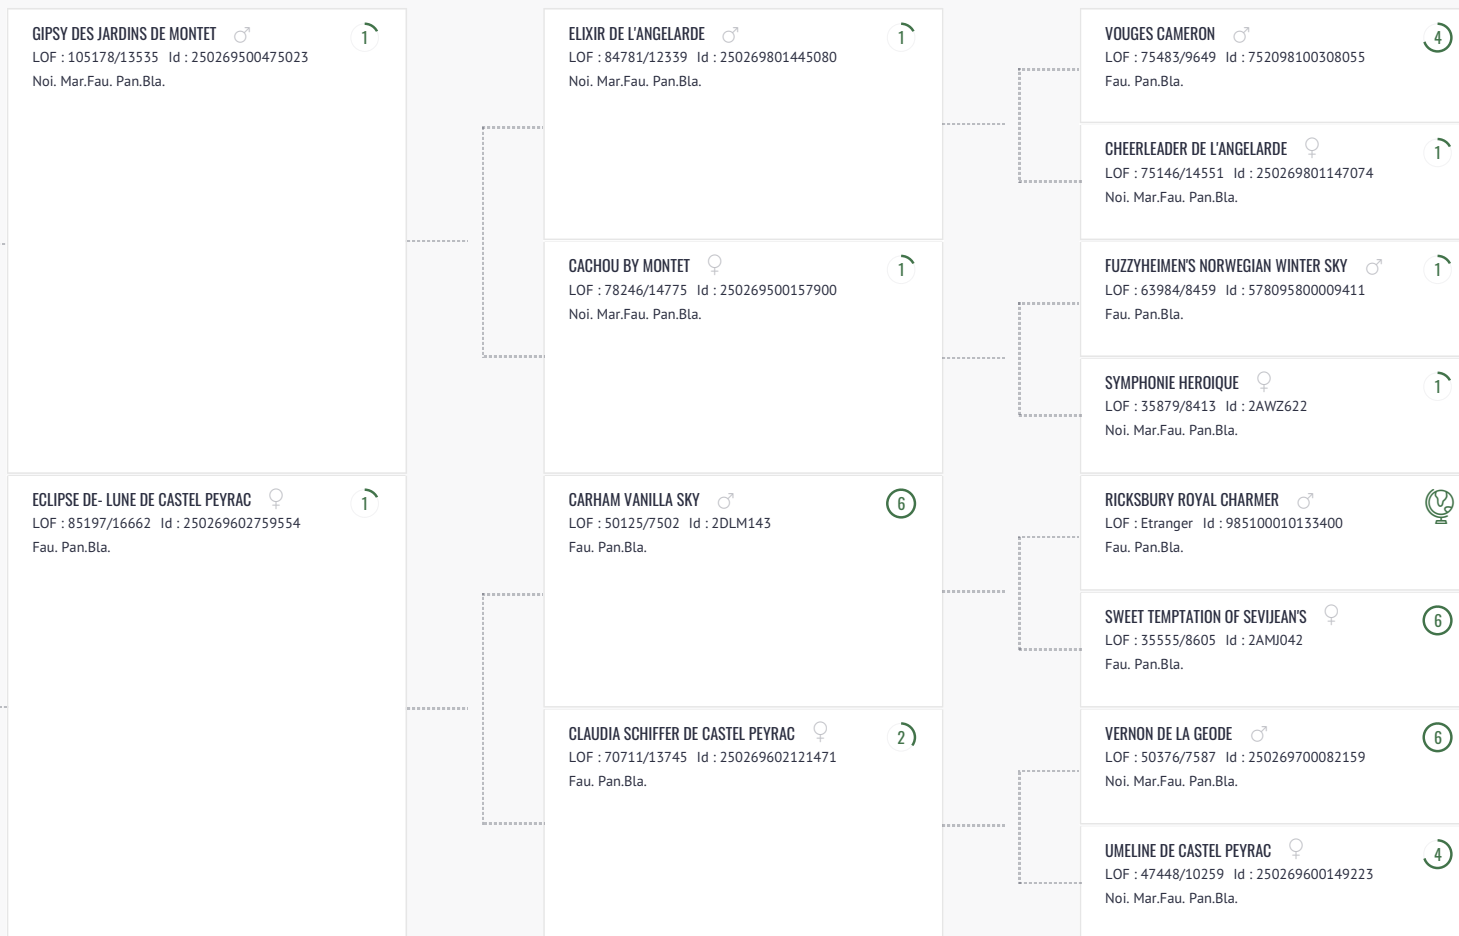 GIPSY DES JARDINS DE MONTET
1
LOF : 105178/13535 Id : 250269500475023
Noi. Mar.Fau. Pan.Bla.
ECLIPSE DE- LUNE DE CASTEL PEYRAC
1
LOF : 85197/16662 Id : 250269602759554
Fau. Pan.Bla.
ELIXIR DE L'ANGELARDE
1
LOF : 84781/12339 Id : 250269801445080
Noi. Mar.Fau. Pan.Bla.
CACHOU BY MONTET
1
LOF : 78246/14775 Id : 250269500157900
Noi. Mar.Fau. Pan.Bla.
CARHAM VANILLA SKY
6
LOF : 50125/7502 Id : 2DLM143
Fau. Pan.Bla.
CLAUDIA SCHIFFER DE CASTEL PEYRAC
2
LOF : 70711/13745 Id : 250269602121471
Fau. Pan.Bla.
VOUGES CAMERON
4
LOF : 75483/9649 Id : 752098100308055
Fau. Pan.Bla.
CHEERLEADER DE L'ANGELARDE
1
LOF : 75146/14551 Id : 250269801147074
Noi. Mar.Fau. Pan.Bla.
FUZZYHEIMEN'S NORWEGIAN WINTER SKY
1
LOF : 63984/8459 Id : 578095800009411
Fau. Pan.Bla.
SYMPHONIE HEROIQUE
1
LOF : 35879/8413 Id : 2AWZ622
Noi. Mar.Fau. Pan.Bla.
RICKSBURY ROYAL CHARMER
LOF : Etranger Id : 985100010133400
Fau. Pan.Bla.
SWEET TEMPTATION OF SEVIJEAN'S
6
LOF : 35555/8605 Id : 2AMJ042
Fau. Pan.Bla.
VERNON DE LA GEODE
6
LOF : 50376/7587 Id : 250269700082159
Noi. Mar.Fau. Pan.Bla.
UMELINE DE CASTEL PEYRAC
4
LOF : 47448/10259 Id : 250269600149223
Noi. Mar.Fau. Pan.Bla.